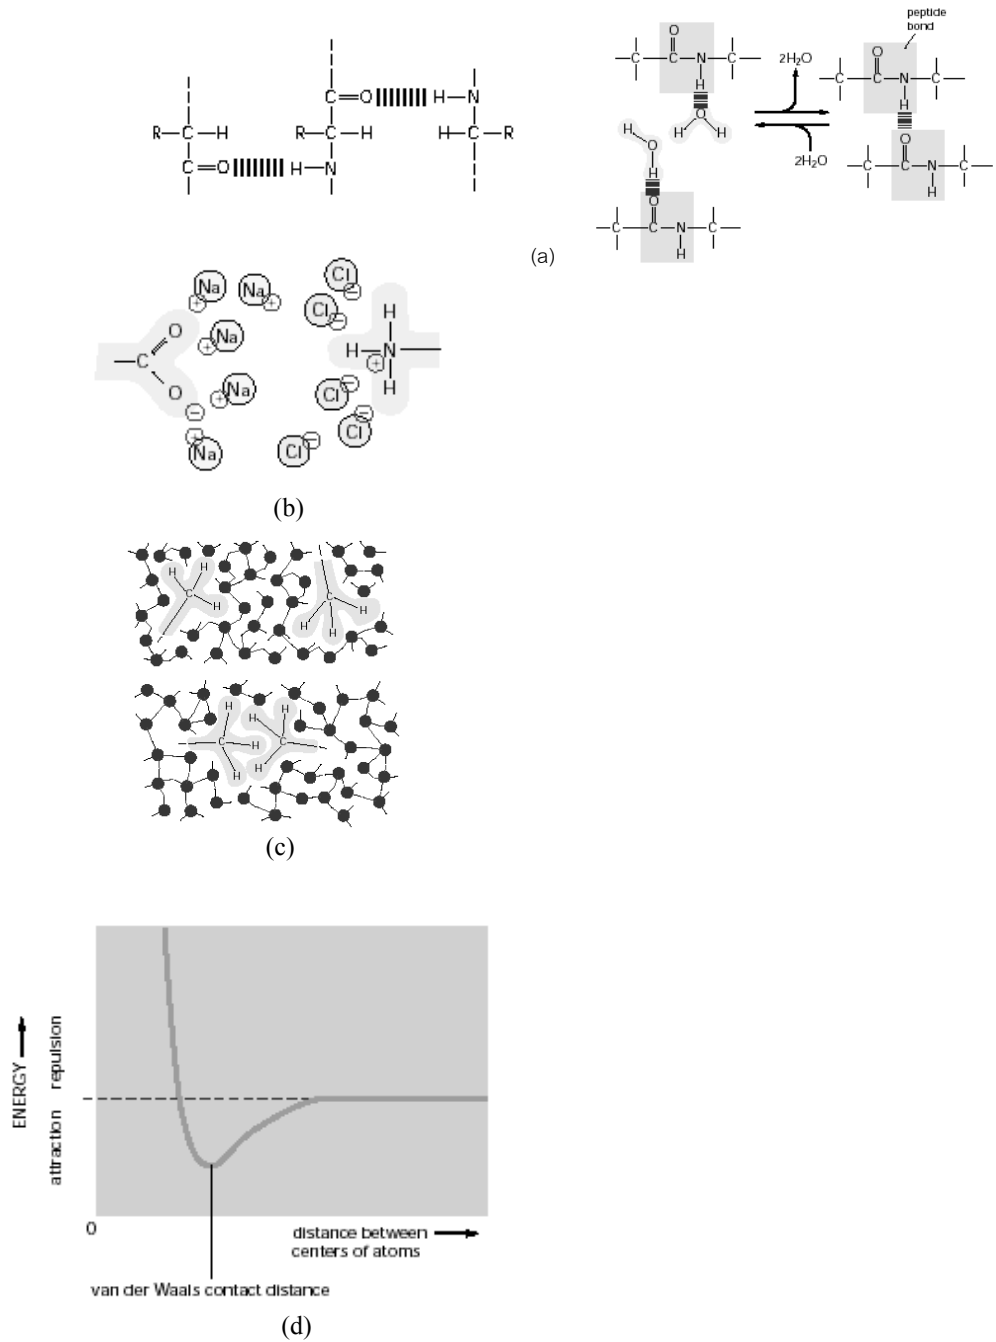 peptide
bond
O
C N
H
2H₂O
O
H H
H
O
H
2H₂O
O
C N
H
O
C N
H
O
C N
H
C=O H—N
R—C—H R—C—H H—C—R
C=O H—N
(a)
Na Na Cl
+ + −
Cl
−
O
Na
+
C
O
−
H
H—N
+
H
Na
+
Cl
−
Cl
−
+
Na
Cl
−
(b)
H H
C
H
C H
H H
H H
H
C H C
H H
(c)
ENERGY
attraction repulsion
0
distance between
centers of atoms
van der Waals contact distance
(d)